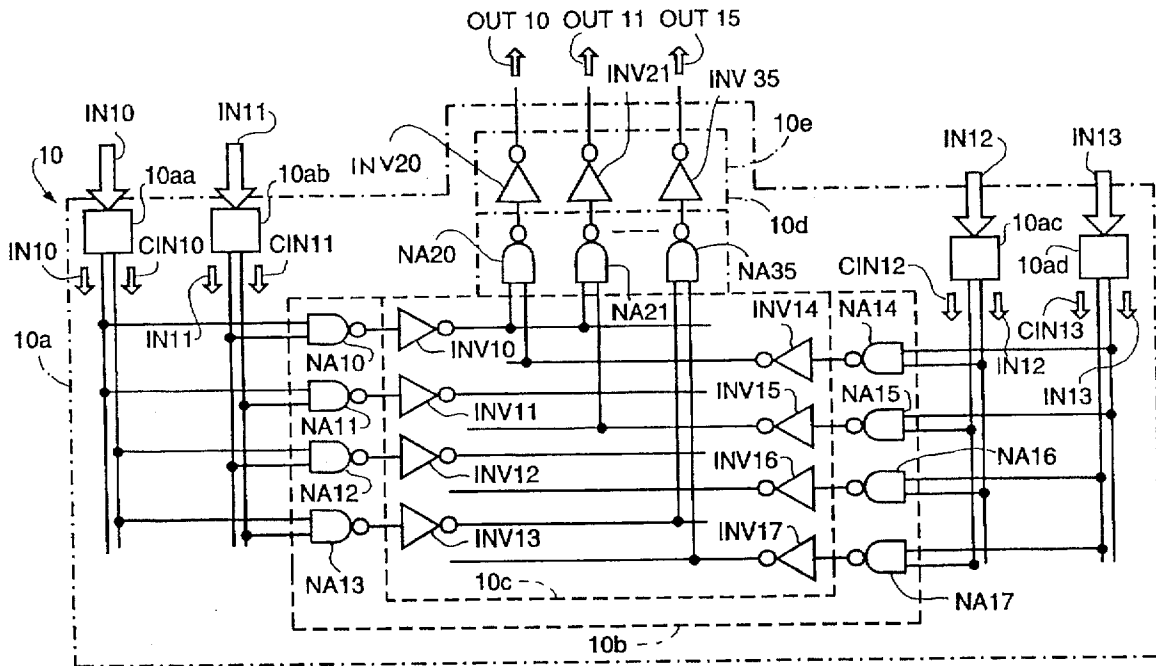 OUT 10 OUT 11 OUT 15
INV21 INV 35
IN10 IN11 INV20 10e IN12 IN13
10 10aa 10ab 10d 10ac 10ad
IN10 CIN10 CIN11 NA20 NA35 CIN12
IN11 NA21 INV14 NA14 CIN13 IN12
10a NA10 INV10 IN13
INV15 NA15
NA11 INV11
INV16 NA16
NA12 INV12
INV17
NA13 INV13
10c NA17
10b